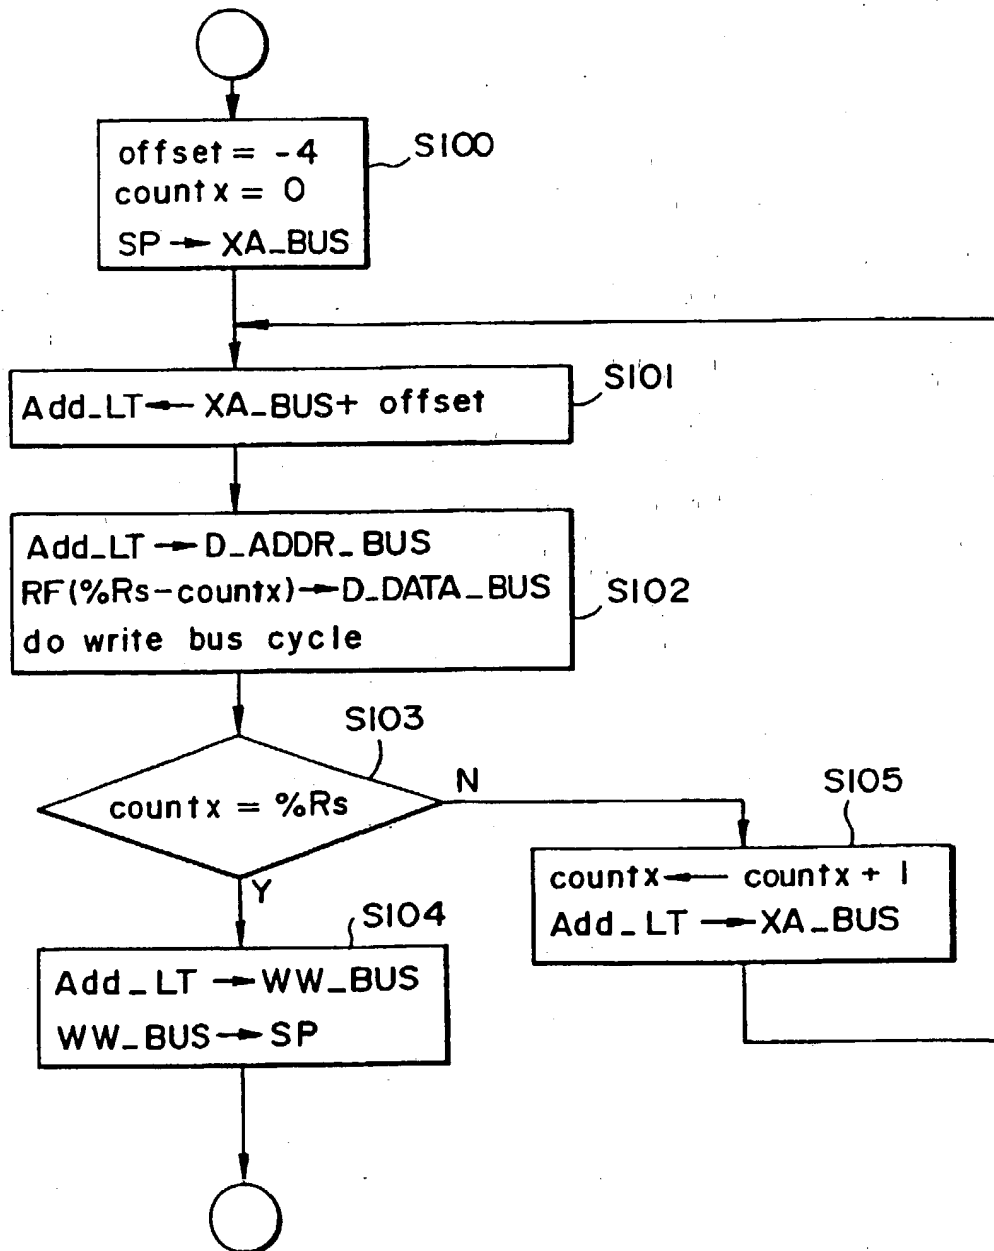 offset = -4
countx = 0
SP → XA_BUS
S100
Add_LT ← XA_BUS + offset
S101
Add_LT → D_ADDR_BUS
RF(%Rs-countx) → D_DATA_BUS
do write bus cycle
S102
S103
countx = %Rs
N
Y
S105
countx ← countx + 1
Add_LT → XA_BUS
S104
Add_LT → WW_BUS
WW_BUS → SP